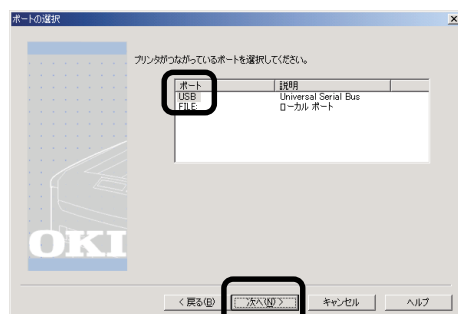 ポートの選択
プリンタがつながっているポートを選択してください。
ポート 説明
USB Universal Serial Bus
FILE: ローカル ポート
OKI
< 戻る(B) 次へ(N) > キャンセル ヘルプ